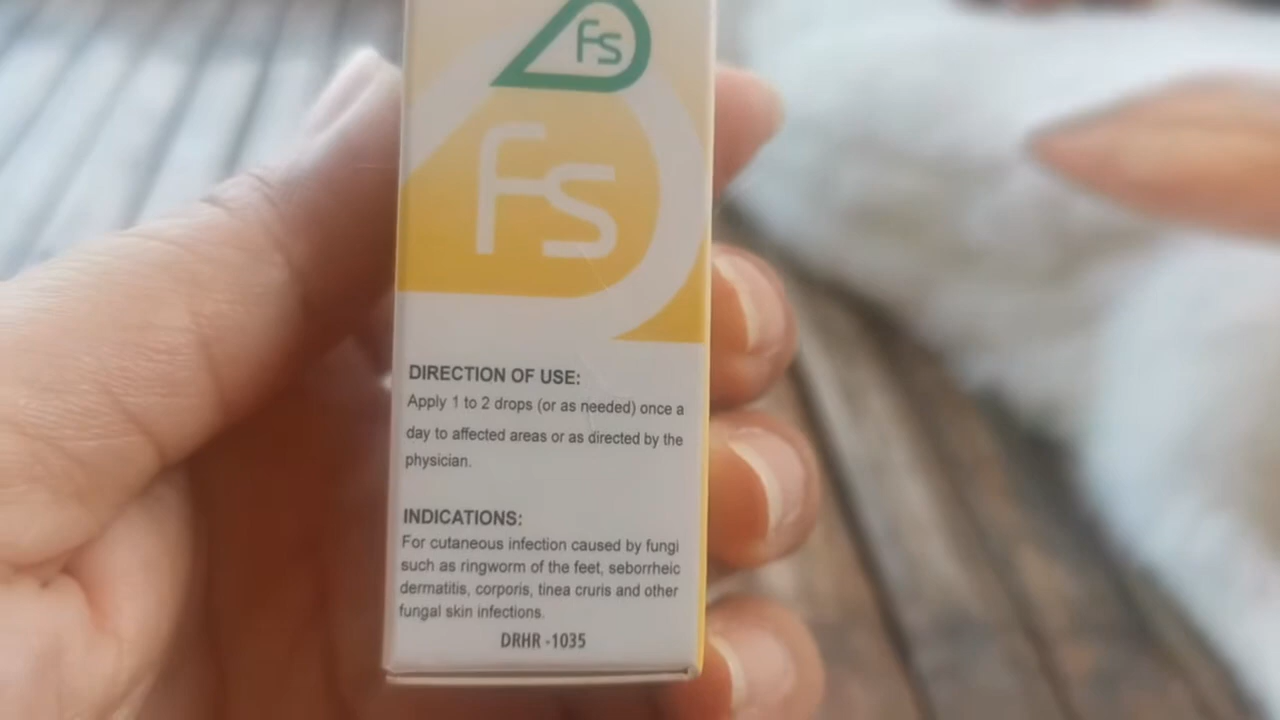 fs
fs
DIRECTION OF USE:
Apply 1 to 2 drops (or as needed) once a
day to affected areas or as directed by the
physician.
INDICATIONS:
For cutaneous infection caused by fungi
such as ringworm of the feet, seborrheic
dermatitis, corporis, tinea cruris and other
fungal skin infections.
DRHR -1035